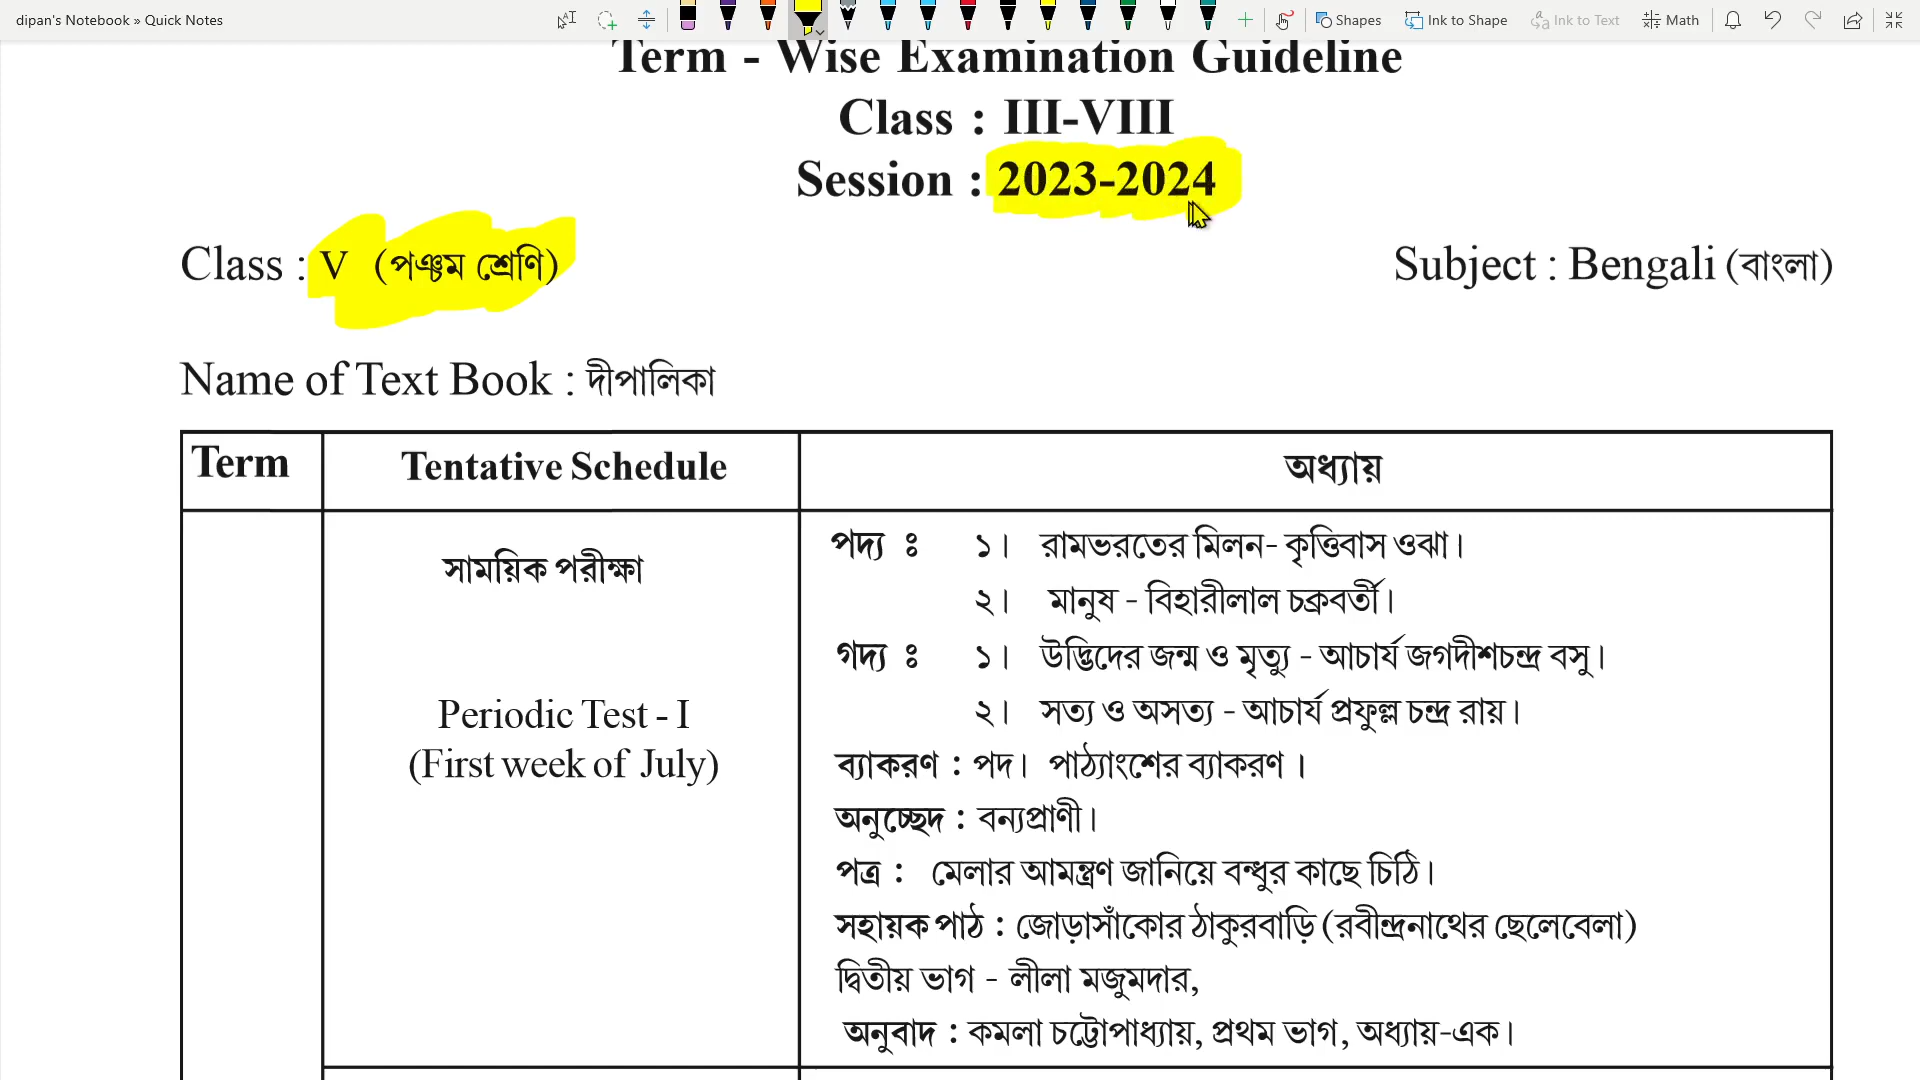 dipan's Notebook » Quick Notes
Shapes
Ink to Shape
Ink to Text
Math
Term - Wise Examination Guideline
Class : III-VIII
Session : 2023-2024
Class : V (পঞ্চম শ্রেণি)
Subject : Bengali (বাংলা)
Name of Text Book : দীপালিকা
Term
Tentative Schedule
অধ্যায়
সাময়িক পরীক্ষা
Periodic Test - I
(First week of July)
পদ্য ঃ ১। রামভরতের মিলন- কৃত্তিবাস ওঝা।
২। মানুষ - বিহারীলাল চক্রবর্তী।
গদ্য ঃ ১। উদ্ভিদের জন্ম ও মৃত্যু - আচার্য জগদীশচন্দ্র বসু।
২। সত্য ও অসত্য - আচার্য প্রফুল্ল চন্দ্র রায়।
ব্যাকরণ : পদ। পাঠ্যাংশের ব্যাকরণ ।
অনুচ্ছেদ : বন্যপ্রাণী।
পত্র : মেলার আমন্ত্রণ জানিয়ে বন্ধুর কাছে চিঠি।
সহায়ক পাঠ : জোড়াসাঁকোর ঠাকুরবাড়ি (রবীন্দ্রনাথের ছেলেবেলা)
দ্বিতীয় ভাগ - লীলা মজুমদার,
অনুবাদ : কমলা চট্টোপাধ্যায়, প্রথম ভাগ, অধ্যায়-এক।